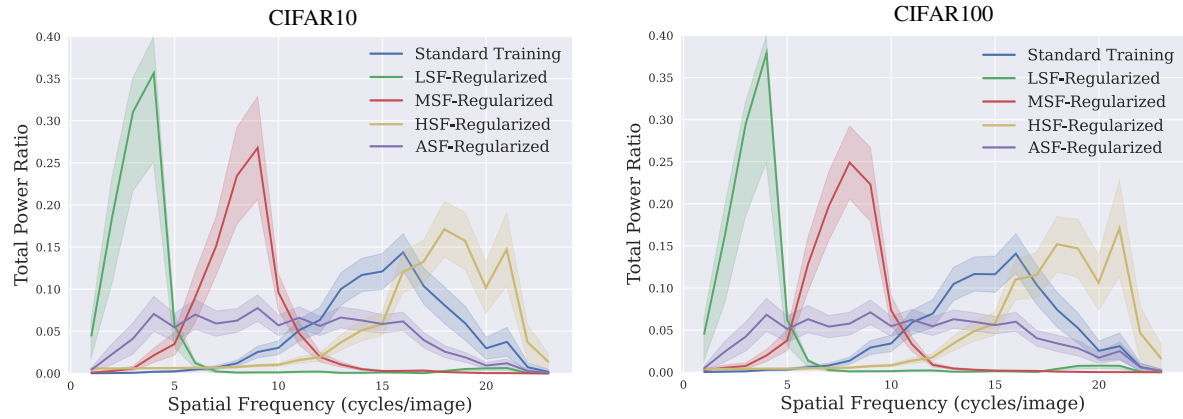 CIFAR10
0.40
0.35
0.30
0.25
0.20
0.15
0.10
0.05
0.00
Total Power Ratio
Standard Training
LSF-Regularized
MSF-Regularized
HSF-Regularized
ASF-Regularized
0 5 10 15 20
Spatial Frequency (cycles/image)
CIFAR100
0.40
0.35
0.30
0.25
0.20
0.15
0.10
0.05
0.00
Total Power Ratio
Standard Training
LSF-Regularized
MSF-Regularized
HSF-Regularized
ASF-Regularized
0 5 10 15 20
Spatial Frequency (cycles/image)